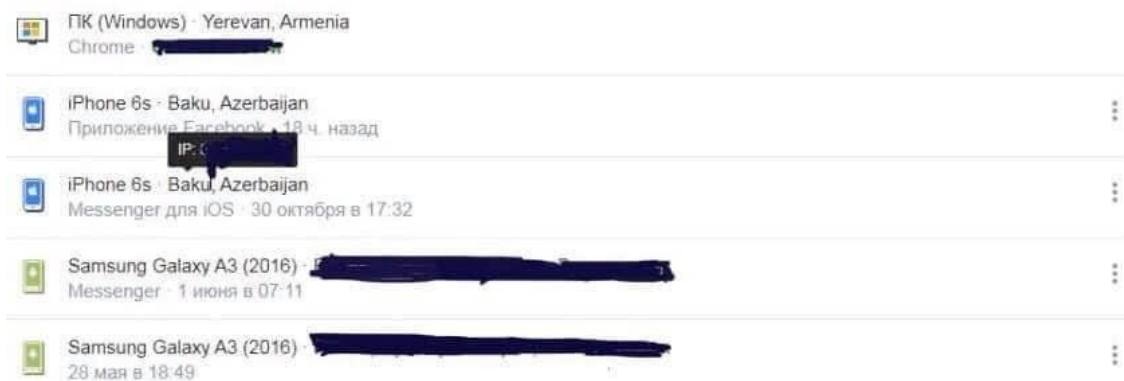 ПК (Windows) · Yerevan, Armenia
Chrome ·
iPhone 6s · Baku, Azerbaijan
Приложение Facebook · 18 ч. назад
IP:
iPhone 6s · Baku, Azerbaijan
Messenger для iOS · 30 октября в 17:32
Samsung Galaxy A3 (2016) ·
Messenger · 1 июня в 07:11
Samsung Galaxy A3 (2016) ·
28 мая в 18:49